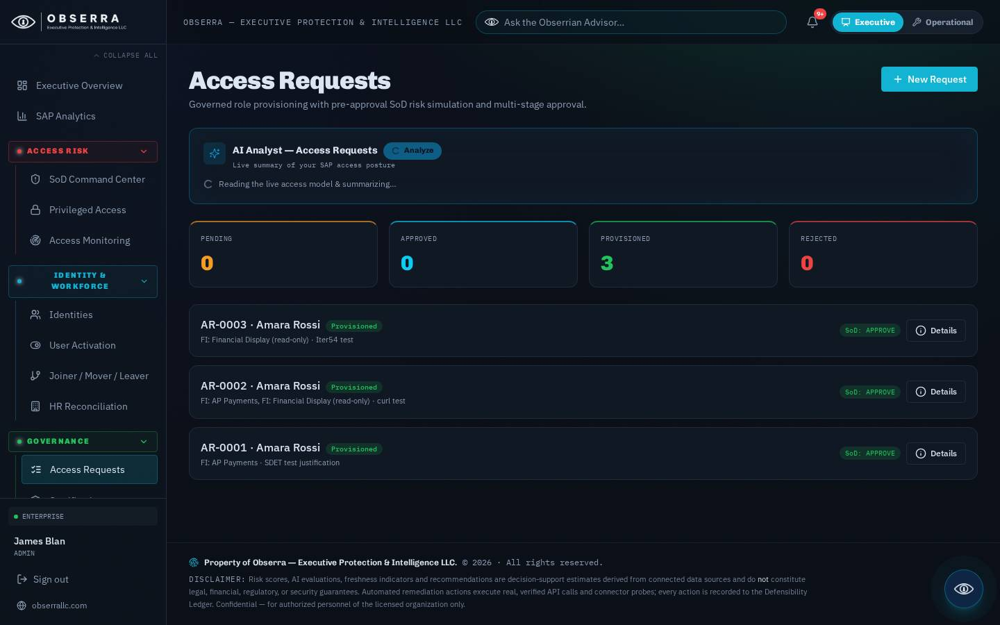 OBSERRA
Executive Protection & Intelligence LLC
OBSERRA — EXECUTIVE PROTECTION & INTELLIGENCE LLC
Ask the Obserrian Advisor...
9+
Executive
Operational
COLLAPSE ALL
Executive Overview
SAP Analytics
ACCESS RISK
SoD Command Center
Privileged Access
Access Monitoring
IDENTITY &
WORKFORCE
Identities
User Activation
Joiner / Mover / Leaver
HR Reconciliation
GOVERNANCE
Access Requests
ENTERPRISE
James Blan
ADMIN
Sign out
obserrallc.com
Access Requests
New Request
Governed role provisioning with pre-approval SoD risk simulation and multi-stage approval.
AI Analyst — Access Requests
Analyze
Live summary of your SAP access posture
Reading the live access model & summarizing...
PENDING
0
APPROVED
0
PROVISIONED
3
REJECTED
0
AR-0003 · Amara Rossi Provisioned
FI: Financial Display (read-only) · Iter54 test
SoD: APPROVE
Details
AR-0002 · Amara Rossi Provisioned
FI: AP Payments, FI: Financial Display (read-only) · curl test
SoD: APPROVE
Details
AR-0001 · Amara Rossi Provisioned
FI: AP Payments · SDET test justification
SoD: APPROVE
Details
Property of Obserra — Executive Protection & Intelligence LLC. © 2026 · All rights reserved.
DISCLAIMER: Risk scores, AI evaluations, freshness indicators and recommendations are decision-support estimates derived from connected data sources and do not constitute
legal, financial, regulatory, or security guarantees. Automated remediation actions execute real, verified API calls and connector probes; every action is recorded to the Defensibility
Ledger. Confidential — for authorized personnel of the licensed organization only.